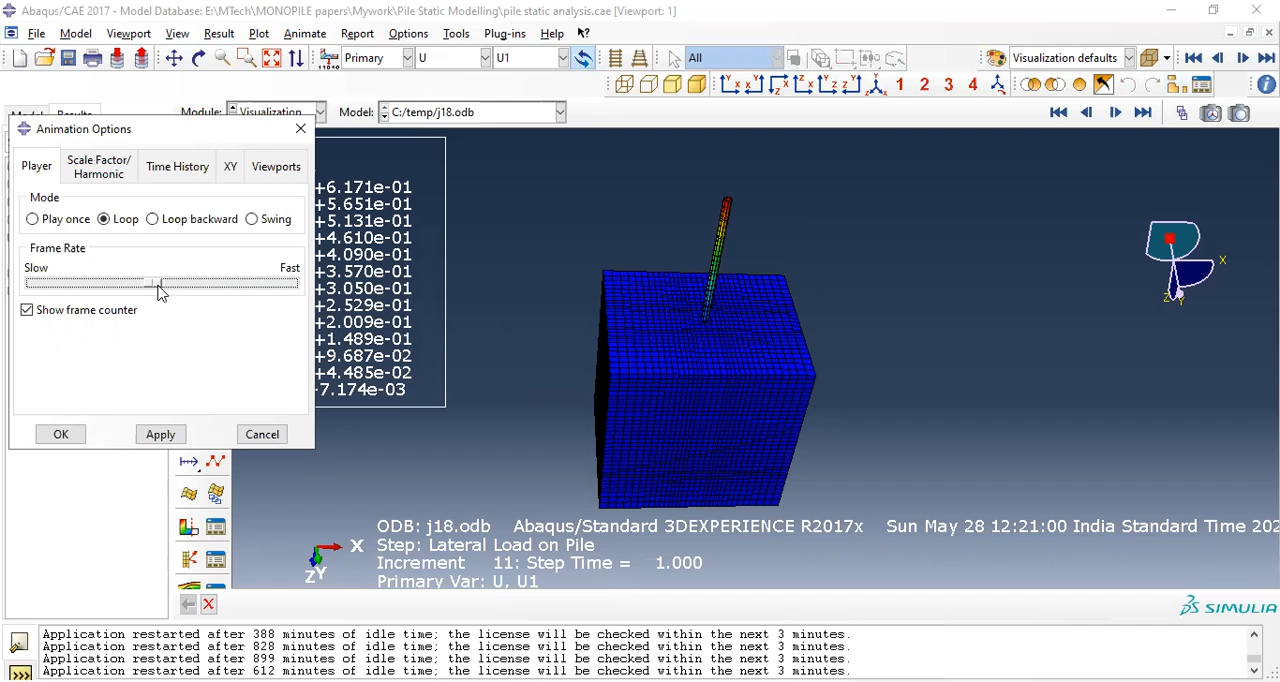 Abaqus/CAE 2017 - Model Database: E:\MTech\MONOPILE papers\Mywork\Pile Static Modelling\pile static analysis.cae [Viewport: 1]
File Model Viewport View Result Plot Animate Report Options Tools Plug-ins Help
Primary U U1 All Visualization defaults
1 2 3 4
Module: Visualization Model: C:/temp/j18.odb
Animation Options
Player Scale Factor/ Time History XY Viewports
Harmonic
Mode
Play once Loop Loop backward Swing
Frame Rate
Slow Fast
Show frame counter
OK Apply Cancel
+6.171e-01
+5.651e-01
+5.131e-01
+4.610e-01
+4.090e-01
+3.570e-01
+3.050e-01
+2.529e-01
+2.009e-01
+1.489e-01
+9.687e-02
+4.485e-02
-7.174e-03
X
Z Y
ODB: j18.odb Abaqus/Standard 3DEXPERIENCE R2017x Sun May 28 12:21:00 India Standard Time 202
X Step: Lateral Load on Pile
Increment 11: Step Time = 1.000
Z Y
Primary Var: U, U1
SIMULIA
Application restarted after 388 minutes of idle time; the license will be checked within the next 3 minutes.
Application restarted after 828 minutes of idle time; the license will be checked within the next 3 minutes.
Application restarted after 899 minutes of idle time; the license will be checked within the next 3 minutes.
Application restarted after 612 minutes of idle time; the license will be checked within the next 3 minutes.
>>>